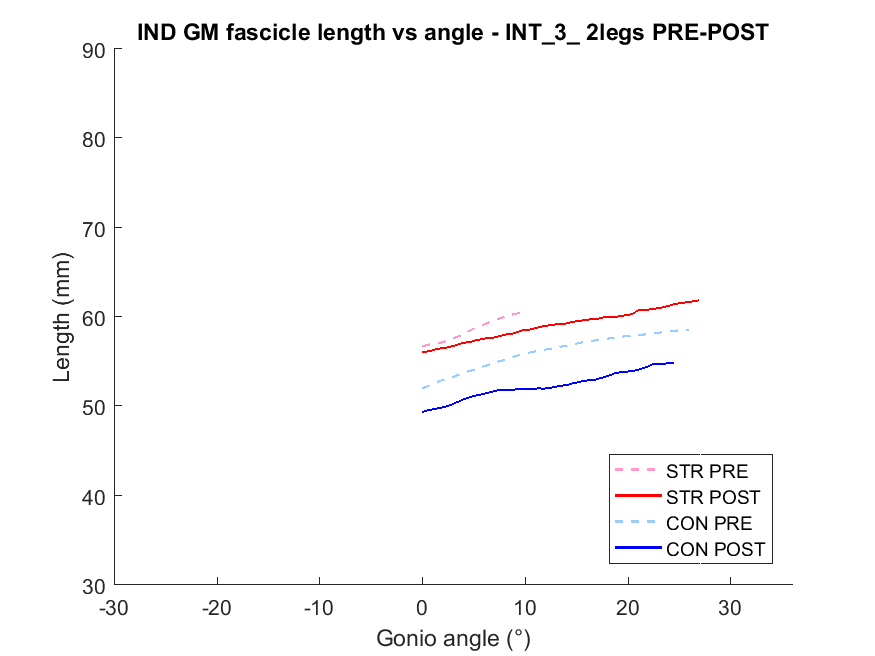 IND GM fascicle length vs angle - INT_3_ 2legs PRE-POST
90
80
70
60
50
40
30
Length (mm)
-30
-20
-10
0
10
20
30
Gonio angle (°)
STR PRE
STR POST
CON PRE
CON POST